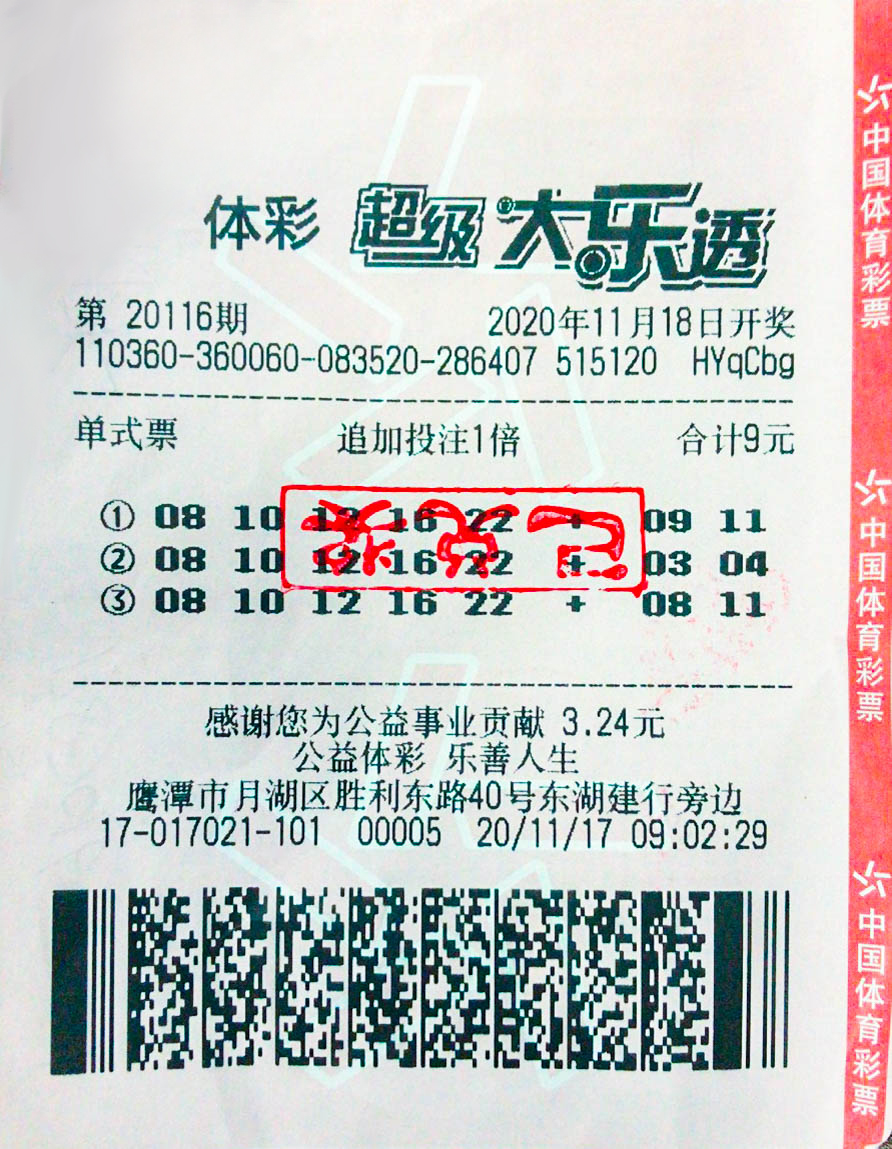 体彩 超级大乐透
第 20116期 2020年11月18日开奖
110360-360060-083520-286407 515120 HYqCbg
单式票 追加投注1倍 合计9元
① 08 10 12 16 22 + 09 11
② 08 10 12 16 22 + 03 04
③ 08 10 12 16 22 + 08 11
感谢您为公益事业贡献 3.24元
公益体彩 乐善人生
鹰潭市月湖区胜利东路40号东湖建行旁边
17-017021-101 00005 20/11/17 09:02:29
中国体育彩票
中国体育彩票
中国体育彩票